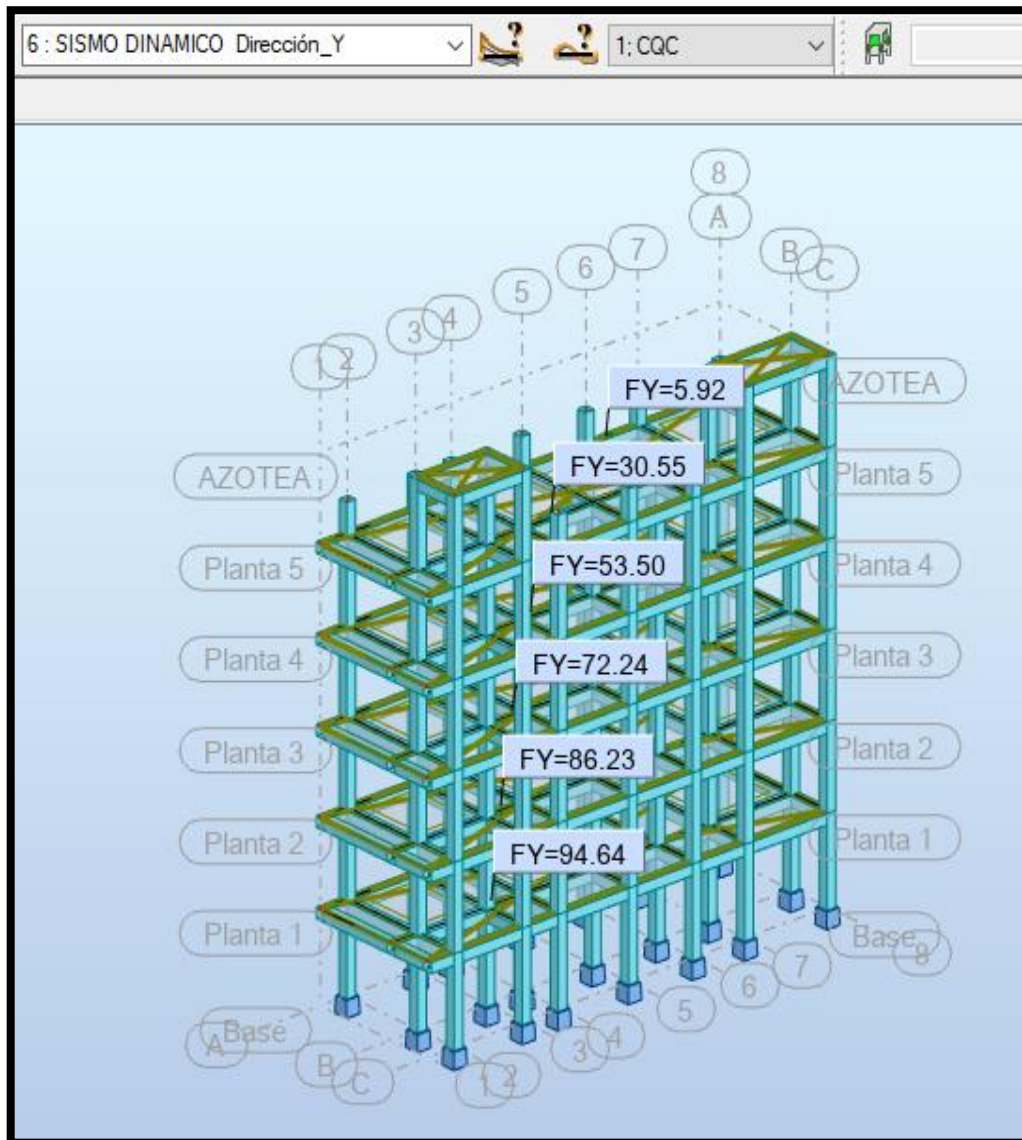 6 : SISMO DINAMICO Dirección_Y
1; CQC
8
A
B
C
7
6
5
4
3
2
1
AZOTEA
AZOTEA
FY=5.92
FY=30.55
Planta 5
Planta 5
FY=53.50
Planta 4
Planta 4
FY=72.24
Planta 3
Planta 3
FY=86.23
Planta 2
Planta 2
FY=94.64
Planta 1
Planta 1
Base
8
7
6
5
4
3
2
1
Base
A
B
C